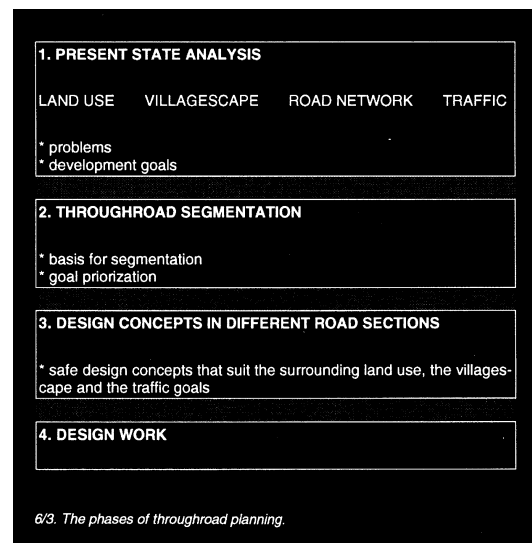 1. PRESENT STATE ANALYSIS
LAND USE VILLAGESCAPE ROAD NETWORK TRAFFIC
* problems
* development goals
2. THROUGHROAD SEGMENTATION
* basis for segmentation
* goal priorization
3. DESIGN CONCEPTS IN DIFFERENT ROAD SECTIONS
* safe design concepts that suit the surrounding land use, the villages-
cape and the traffic goals
4. DESIGN WORK
6/3. The phases of throughroad planning.